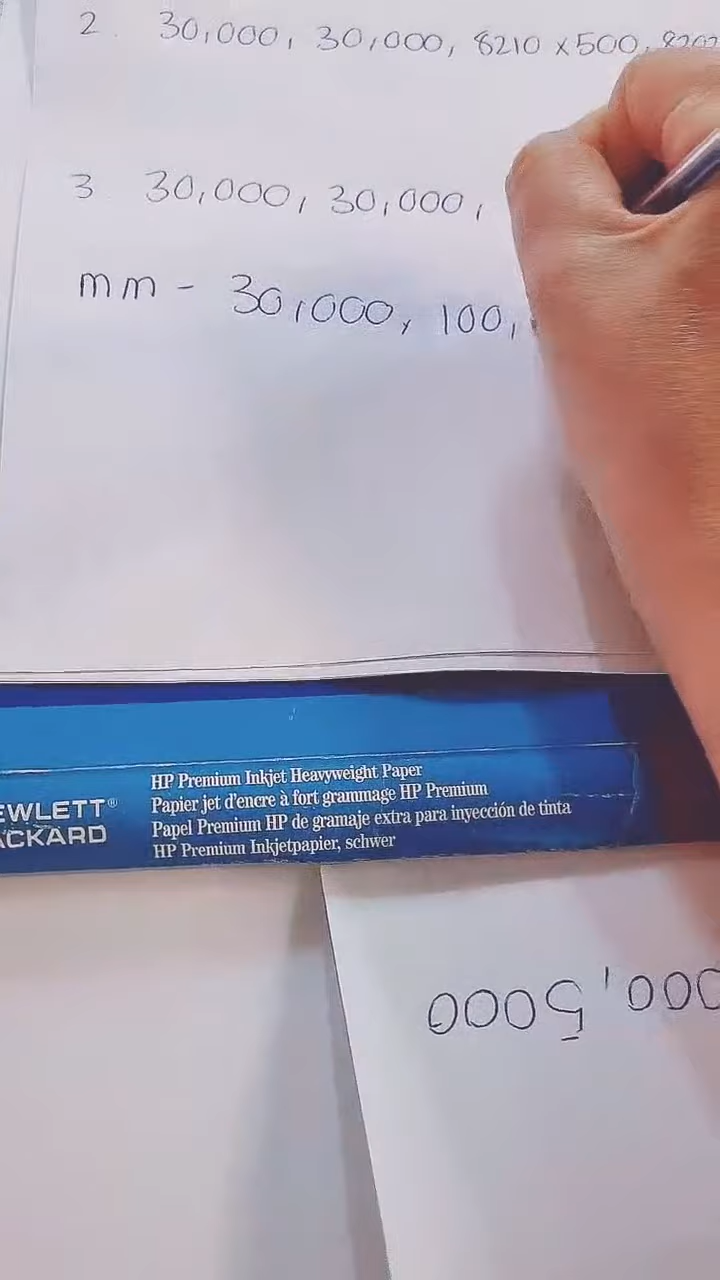 2. 30,000, 30,000, 8210 x 500,
3 30,000, 30,000,
mm - 30,000, 100,
HP Premium Inkjet Heavyweight Paper
EWLETT® Papier jet d'encre à fort grammage HP Premium
ACKARD Papel Premium HP de gramaje extra para inyección de tinta
HP Premium Inkjetpapier, schwer
000, 5000